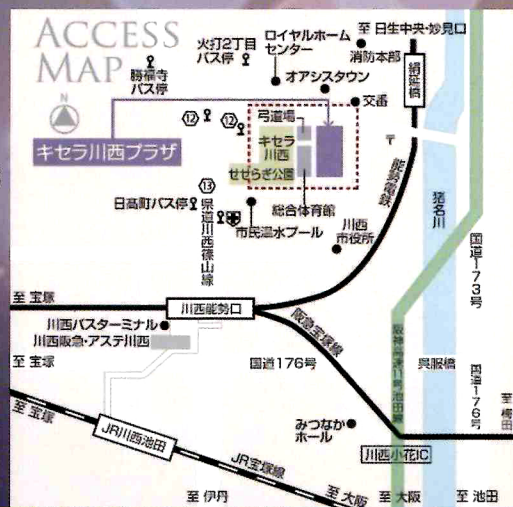 ACCESS
MAP
火打2丁目
バス停
ロイヤルホーム
センター
至 日生中央・妙見口
消防本部
勝福寺
バス停
オアシスタウン
絹延橋
交番
キセラ川西プラザ
⑫
⑫
弓道場
キセラ
川西
せせらぎ公園
〒
能勢電鉄
猪名川
⑬
日高町バス停
県道川西篠山線
総合体育館
市民温水プール
川西
市役所
国道173号
至 宝塚
川西能勢口
川西バスターミナル
川西阪急・アステ川西
至 宝塚
阪急宝塚線
国道176号
阪神高速11号池田線
呉服橋
国道176号
至 梅田
至 宝塚
JR川西池田
みつなか
ホール
川西小花IC
JR宝塚線
至 伊丹
至 大阪
至 大阪
至 池田